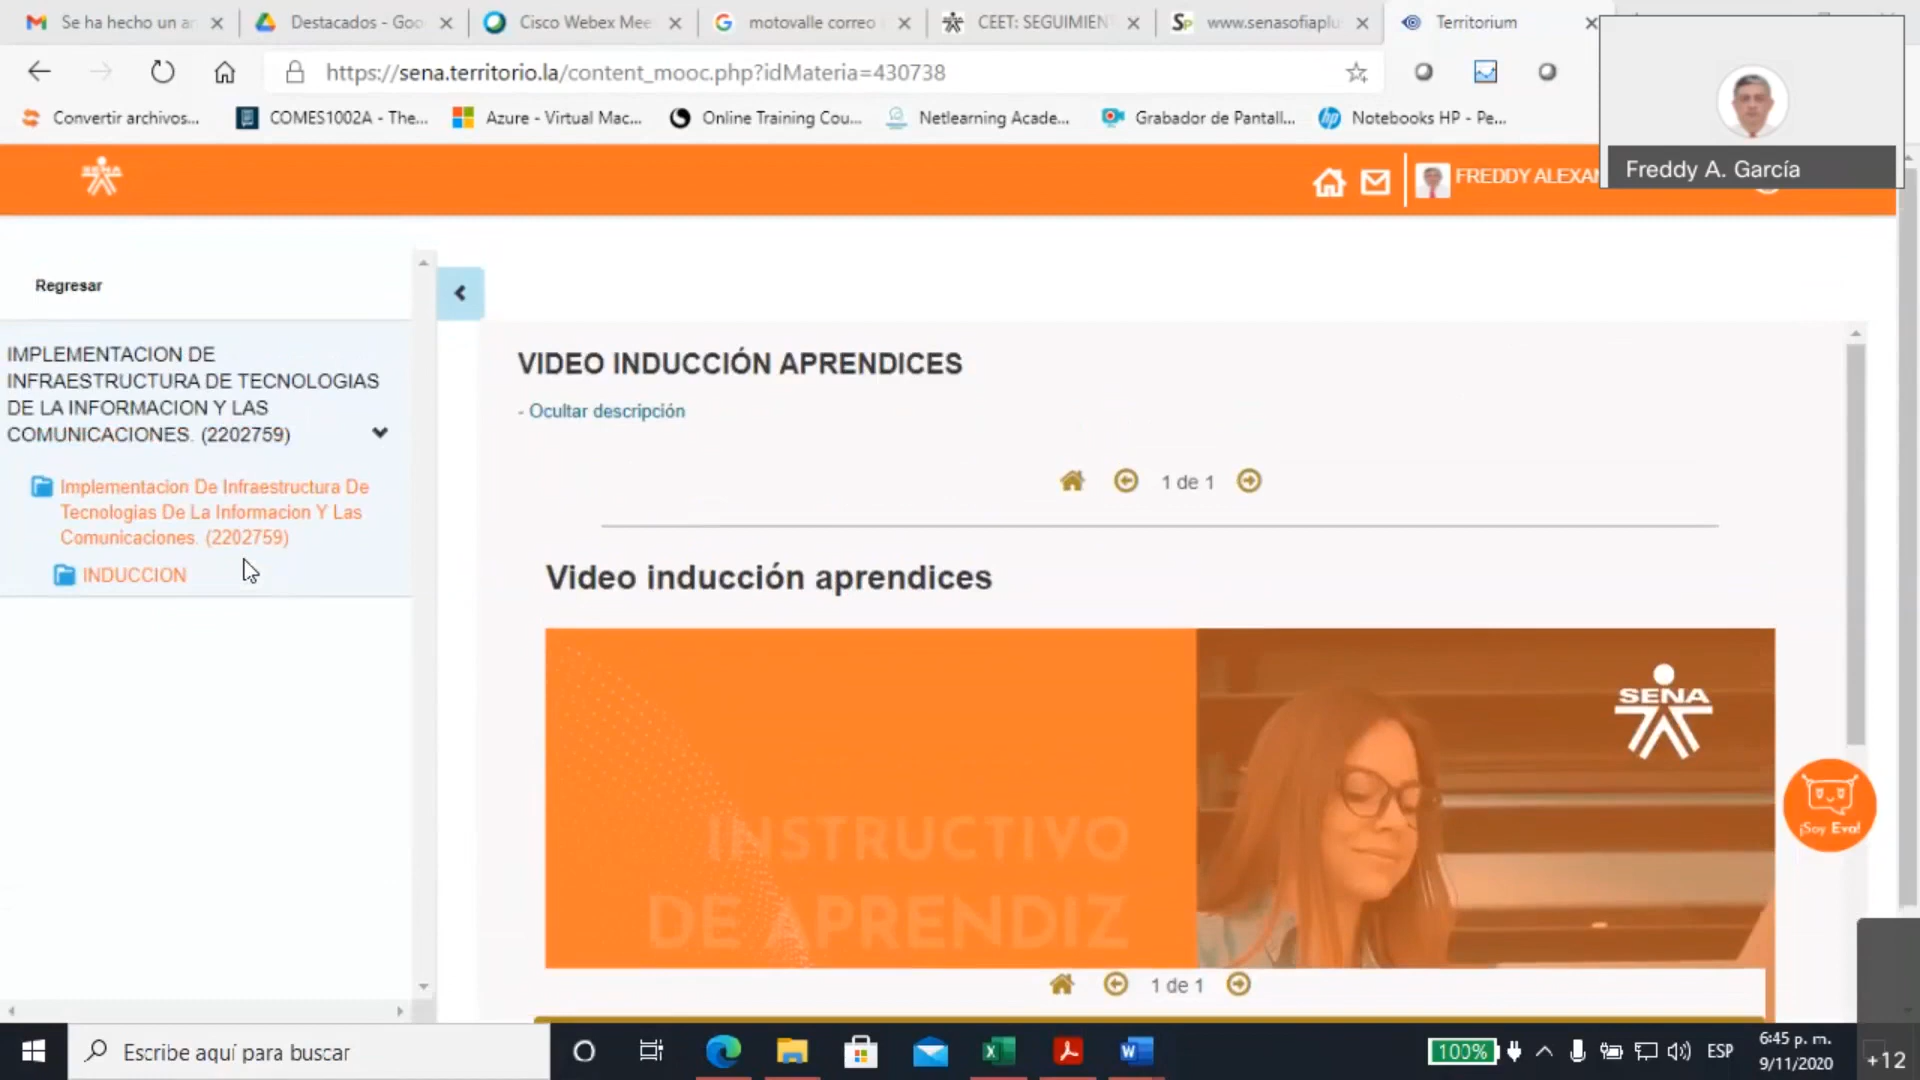 Se ha hecho un an
Destacados - Goo
Cisco Webex Mee
motovalle correo
CEET: SEGUIMIEN
www.senasofiaplu
Territorium
https://sena.territorio.la/content_mooc.php?idMateria=430738
Convertir archivos...
COMES1002A - The...
Azure - Virtual Mac...
Online Training Cou...
Netlearning Acade...
Grabador de Pantall...
Notebooks HP - Pe...
Freddy A. García
FREDDY ALEXAN
Regresar
IMPLEMENTACION DE
INFRAESTRUCTURA DE TECNOLOGIAS
DE LA INFORMACION Y LAS
COMUNICACIONES. (2202759)
Implementacion De Infraestructura De
Tecnologias De La Informacion Y Las
Comunicaciones. (2202759)
INDUCCION
VIDEO INDUCCIÓN APRENDICES
- Ocultar descripción
1 de 1
Video inducción aprendices
SENA
INSTRUCTIVO
DE APRENDIZ
¡Soy Eva!
1 de 1
Escribe aquí para buscar
100%
ESP
6:45 p. m.
9/11/2020
+12